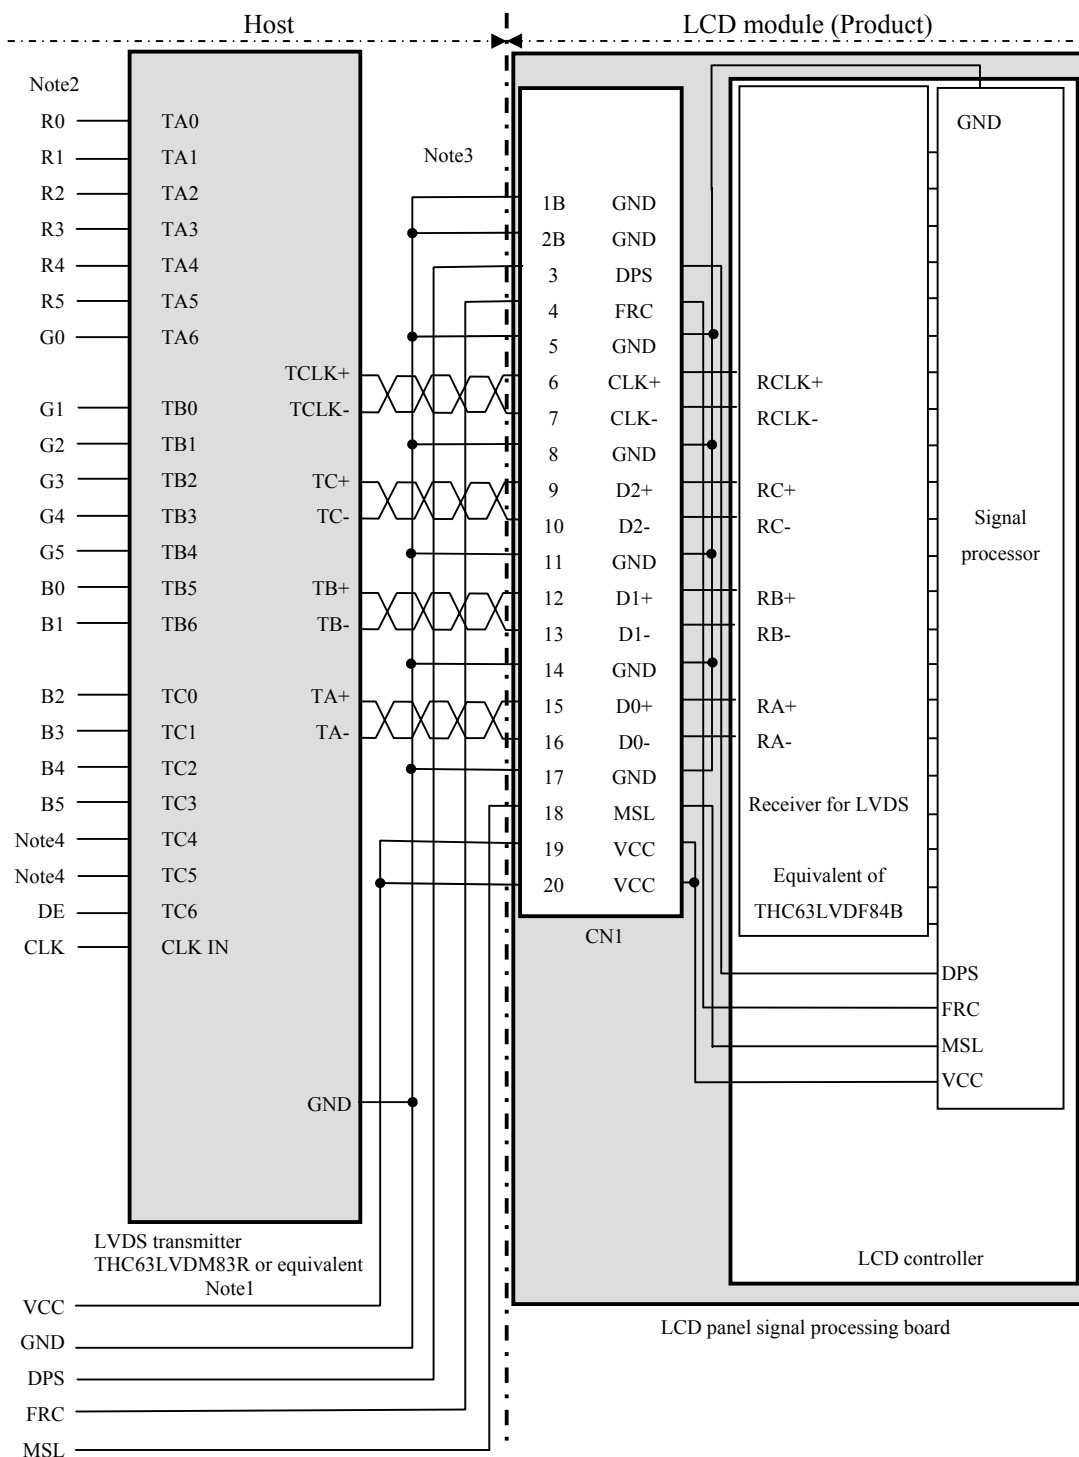 Host
LCD module (Product)
Note2
R0 TA0
R1 TA1
R2 TA2
R3 TA3
R4 TA4
R5 TA5
G0 TA6
G1 TB0
G2 TB1
G3 TB2
G4 TB3
G5 TB4
B0 TB5
B1 TB6
B2 TC0
B3 TC1
B4 TC2
B5 TC3
Note4 TC4
Note4 TC5
DE TC6
CLK CLK IN
TCLK+
TCLK-
TC+
TC-
TB+
TB-
TA+
TA-
GND
LVDS transmitter
THC63LVDM83R or equivalent
Note1
VCC
GND
DPS
FRC
MSL
Note3
1B GND
2B GND
3 DPS
4 FRC
5 GND
6 CLK+
7 CLK-
8 GND
9 D2+
10 D2-
11 GND
12 D1+
13 D1-
14 GND
15 D0+
16 D0-
17 GND
18 MSL
19 VCC
20 VCC
CN1
RCLK+
RCLK-
RC+
RC-
RB+
RB-
RA+
RA-
Receiver for LVDS
Equivalent of
THC63LVDF84B
GND
Signal
processor
DPS
FRC
MSL
VCC
LCD controller
LCD panel signal processing board